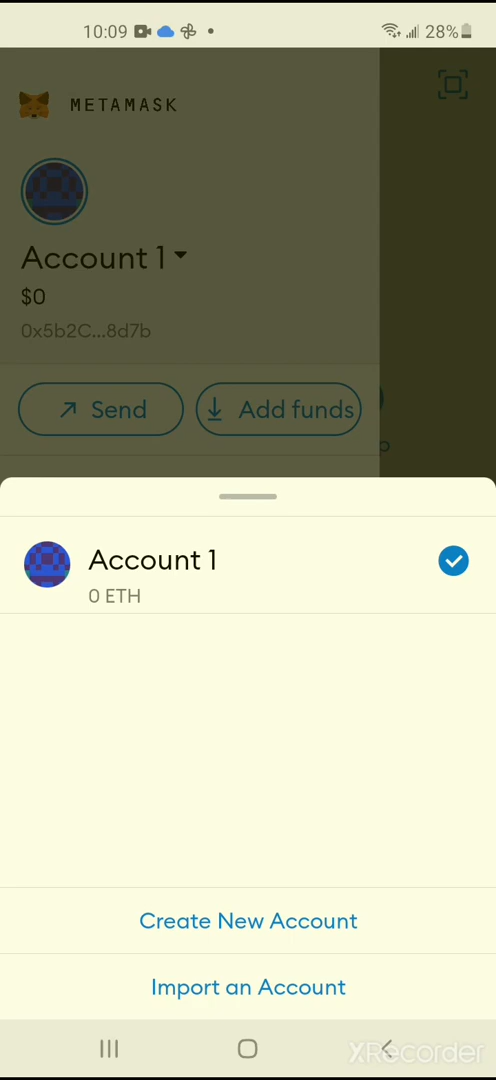 10:09 28%
METAMASK
Account 1
$0
0x5b2C...8d7b
Send Add funds
p
Account 1
0 ETH
Create New Account
Import an Account
XRecorder